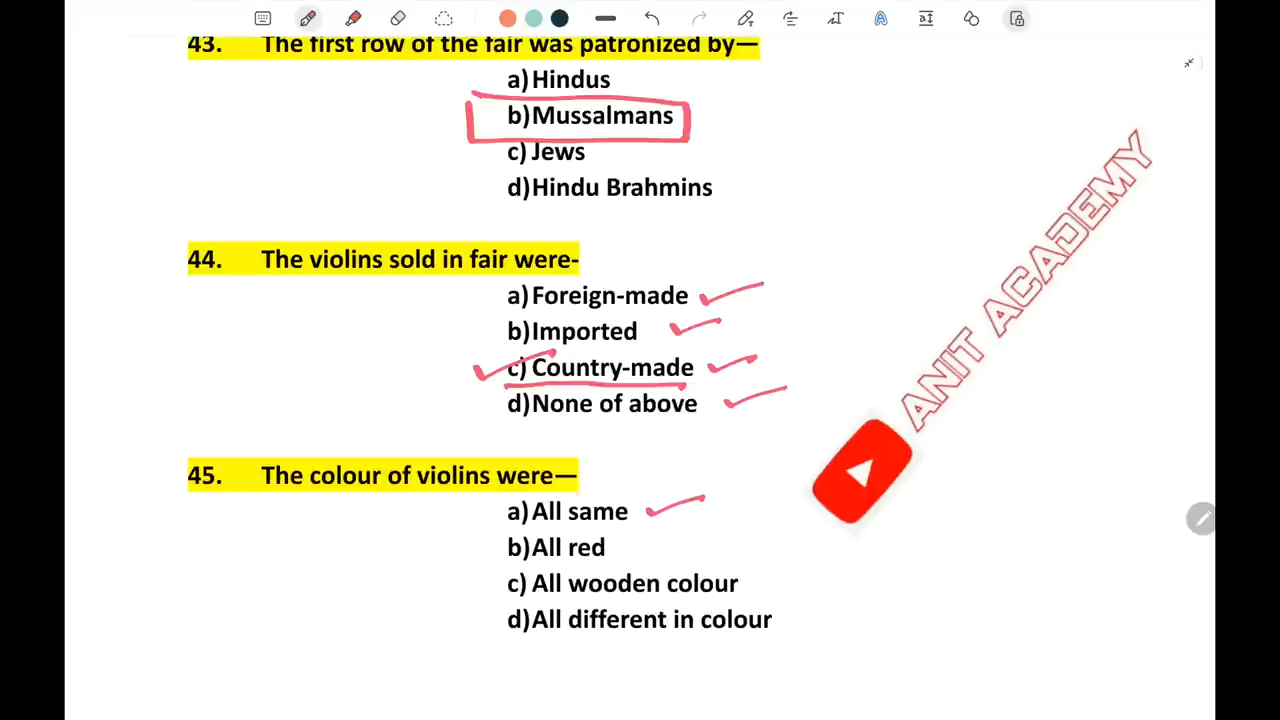 43. The first row of the fair was patronized by—
a) Hindus
b) Mussalmans
c) Jews
d) Hindu Brahmins
44. The violins sold in fair were-
a) Foreign-made
b) Imported
c) Country-made
d) None of above
45. The colour of violins were—
a) All same
b) All red
c) All wooden colour
d) All different in colour
ANIT ACADEMY